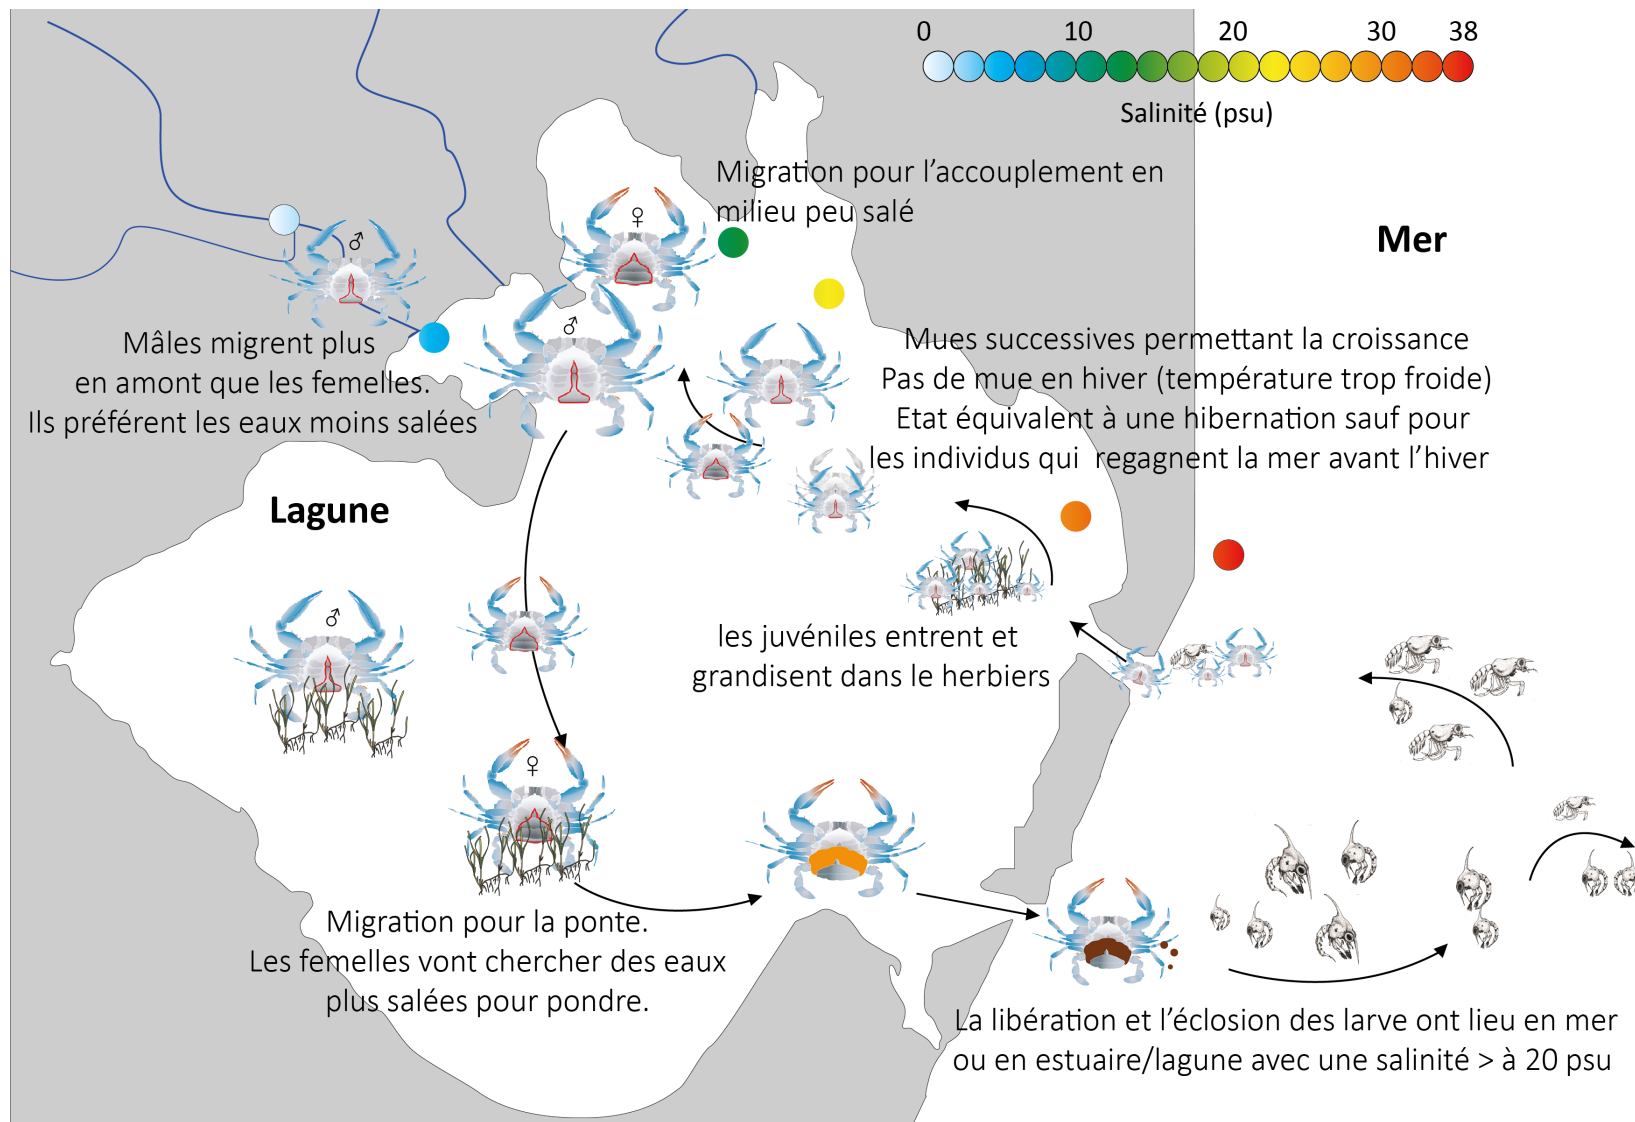 0 10 20 30 38
Salinité (psu)
Migration pour l’accouplement en
milieu peu salé
Mer
♀
♂
♂
Mâles migrent plus
en amont que les femelles.
Ils préférent les eaux moins salées
Mues successives permettant la croissance
Pas de mue en hiver (température trop froide)
Etat équivalent à une hibernation sauf pour
les individus qui regagnent la mer avant l’hiver
Lagune
♂
les juvéniles entrent et
grandisent dans le herbiers
♀
Migration pour la ponte.
Les femelles vont chercher des eaux
plus salées pour pondre.
La libération et l’éclosion des larve ont lieu en mer
ou en estuaire/lagune avec une salinité > à 20 psu